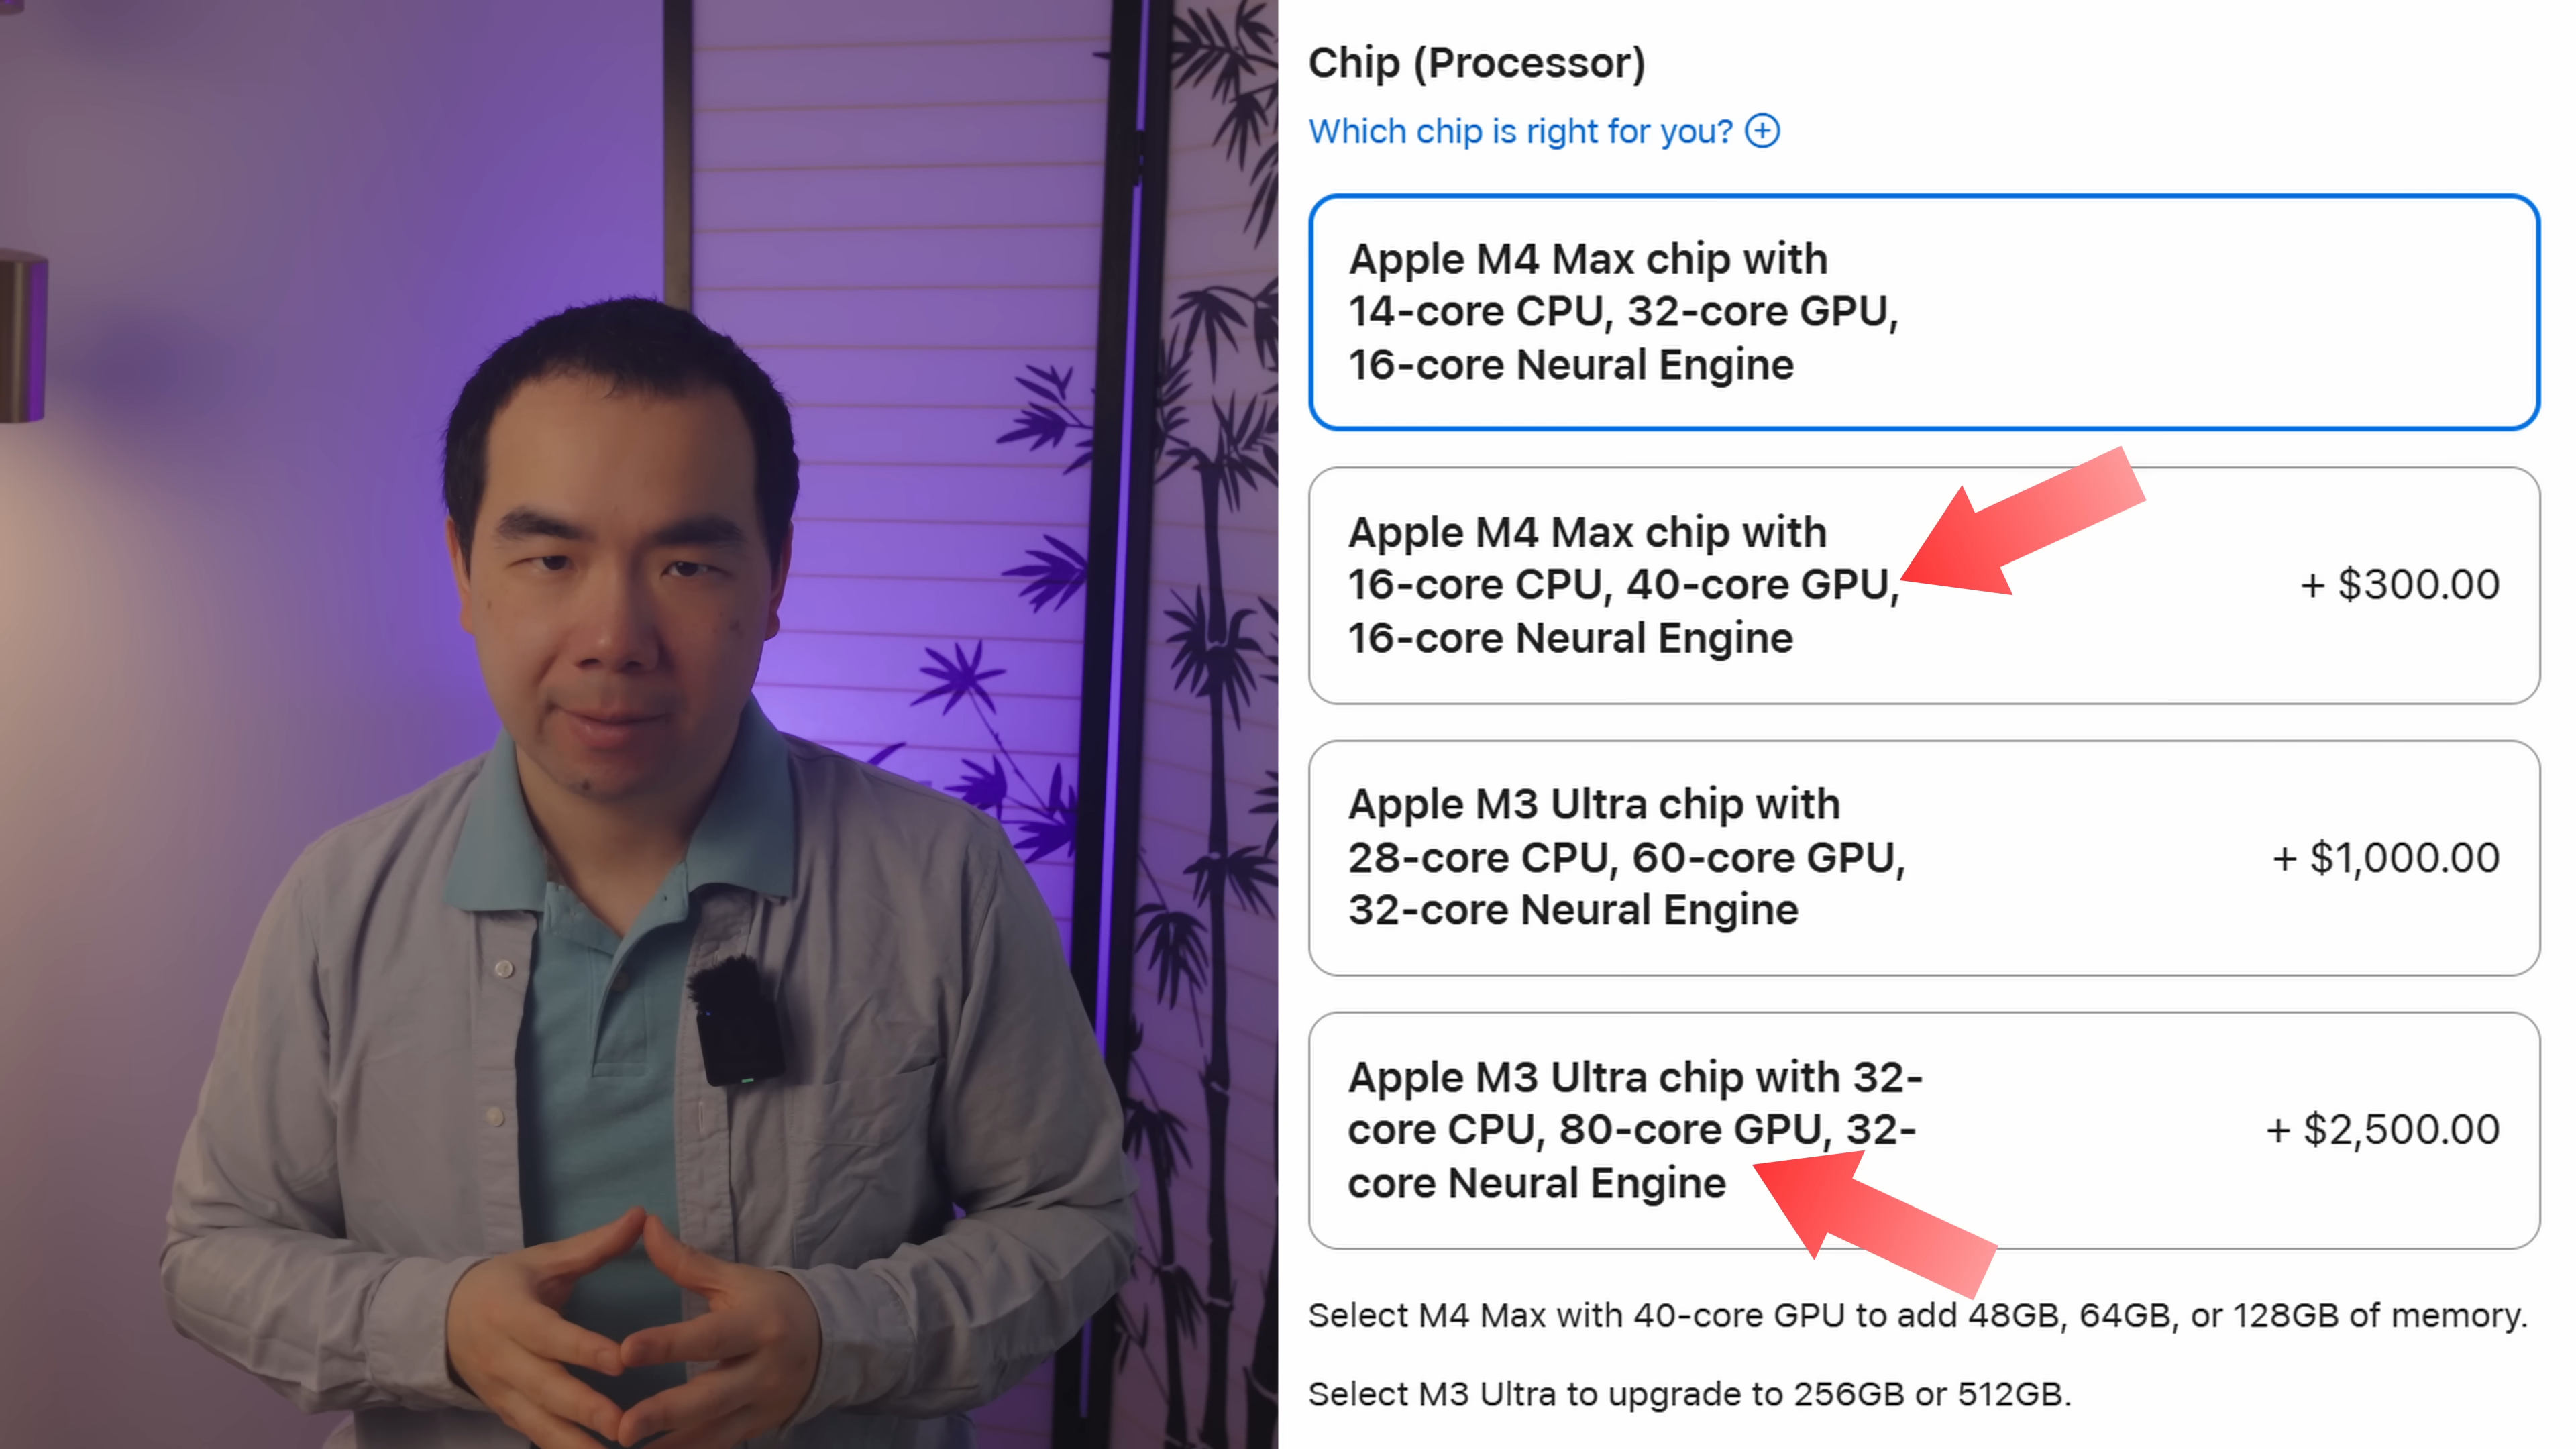 Chip (Processor)
Which chip is right for you?
Apple M4 Max chip with
14-core CPU, 32-core GPU,
16-core Neural Engine
Apple M4 Max chip with
16-core CPU, 40-core GPU,
16-core Neural Engine
+ $300.00
Apple M3 Ultra chip with
28-core CPU, 60-core GPU,
32-core Neural Engine
+ $1,000.00
Apple M3 Ultra chip with 32-
core CPU, 80-core GPU, 32-
core Neural Engine
+ $2,500.00
Select M4 Max with 40-core GPU to add 48GB, 64GB, or 128GB of memory.
Select M3 Ultra to upgrade to 256GB or 512GB.